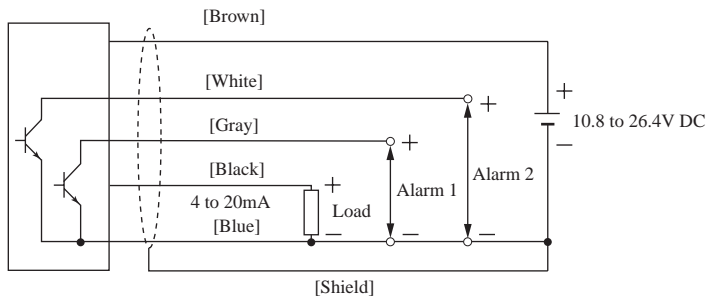 [Brown]
+
[White]
+
10.8 to 26.4V DC
[Gray]
+
−
[Black]
Alarm 1
Alarm 2
+
4 to 20mA
Load
[Blue]
−
−
−
[Shield]